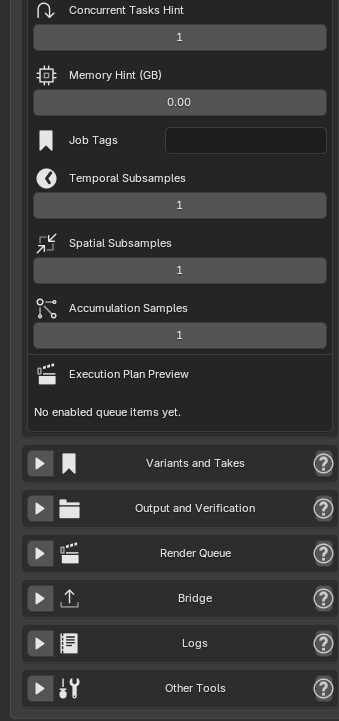 Concurrent Tasks Hint
1
Memory Hint (GB)
0.00
Job Tags
Temporal Subsamples
1
Spatial Subsamples
1
Accumulation Samples
1
Execution Plan Preview
No enabled queue items yet.
Variants and Takes
?
Output and Verification
?
Render Queue
?
Bridge
?
Logs
?
Other Tools
?